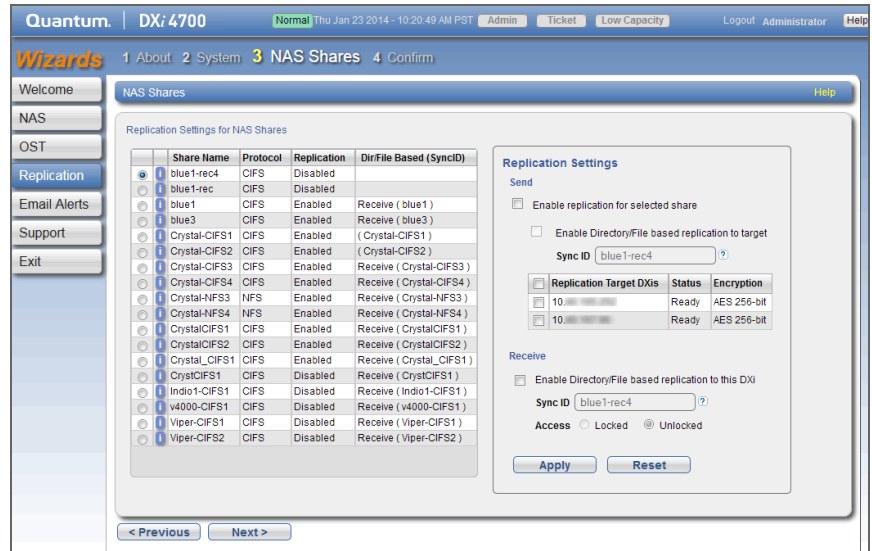 Quantum. DXi 4700 Normal Thu Jan 23 2014 - 10:20:49 AM PST Admin Ticket Low Capacity Logout Administrator Help
Wizards 1 About 2 System 3 NAS Shares 4 Confirm
Welcome
NAS
OST
Replication
Email Alerts
Support
Exit
NAS Shares Help
Replication Settings for NAS Shares
Share Name Protocol Replication Dir/File Based (SyncID)
blue1-rec4 CIFS Disabled
blue1-rec CIFS Disabled
blue1 CIFS Enabled Receive ( blue1 )
blue3 CIFS Enabled Receive ( blue3 )
Crystal-CIFS1 CIFS Enabled ( Crystal-CIFS1 )
Crystal-CIFS2 CIFS Enabled ( Crystal-CIFS2 )
Crystal-CIFS3 CIFS Enabled Receive ( Crystal-CIFS3 )
Crystal-CIFS4 CIFS Enabled Receive ( Crystal-CIFS4 )
Crystal-NFS3 NFS Enabled Receive ( Crystal-NFS3 )
Crystal-NFS4 NFS Enabled Receive ( Crystal-NFS4 )
CrystalCIFS1 CIFS Enabled Receive ( CrystalCIFS1 )
CrystalCIFS2 CIFS Enabled Receive ( CrystalCIFS2 )
Crystal_CIFS1 CIFS Enabled Receive ( Crystal_CIFS1 )
CrystCIFS1 CIFS Disabled Receive ( CrystCIFS1 )
Indio1-CIFS1 CIFS Disabled Receive ( Indio1-CIFS1 )
v4000-CIFS1 CIFS Disabled Receive ( v4000-CIFS1 )
Viper-CIFS1 CIFS Disabled Receive ( Viper-CIFS1 )
Viper-CIFS2 CIFS Disabled Receive ( Viper-CIFS2 )
Replication Settings
Send
Enable replication for selected share
Enable Directory/File based replication to target
Sync ID blue1-rec4 ?
Replication Target DXis Status Encryption
10. Ready AES 256-bit
10. Ready AES 256-bit
Receive
Enable Directory/File based replication to this DXi
Sync ID blue1-rec4 ?
Access Locked Unlocked
Apply Reset
< Previous Next >